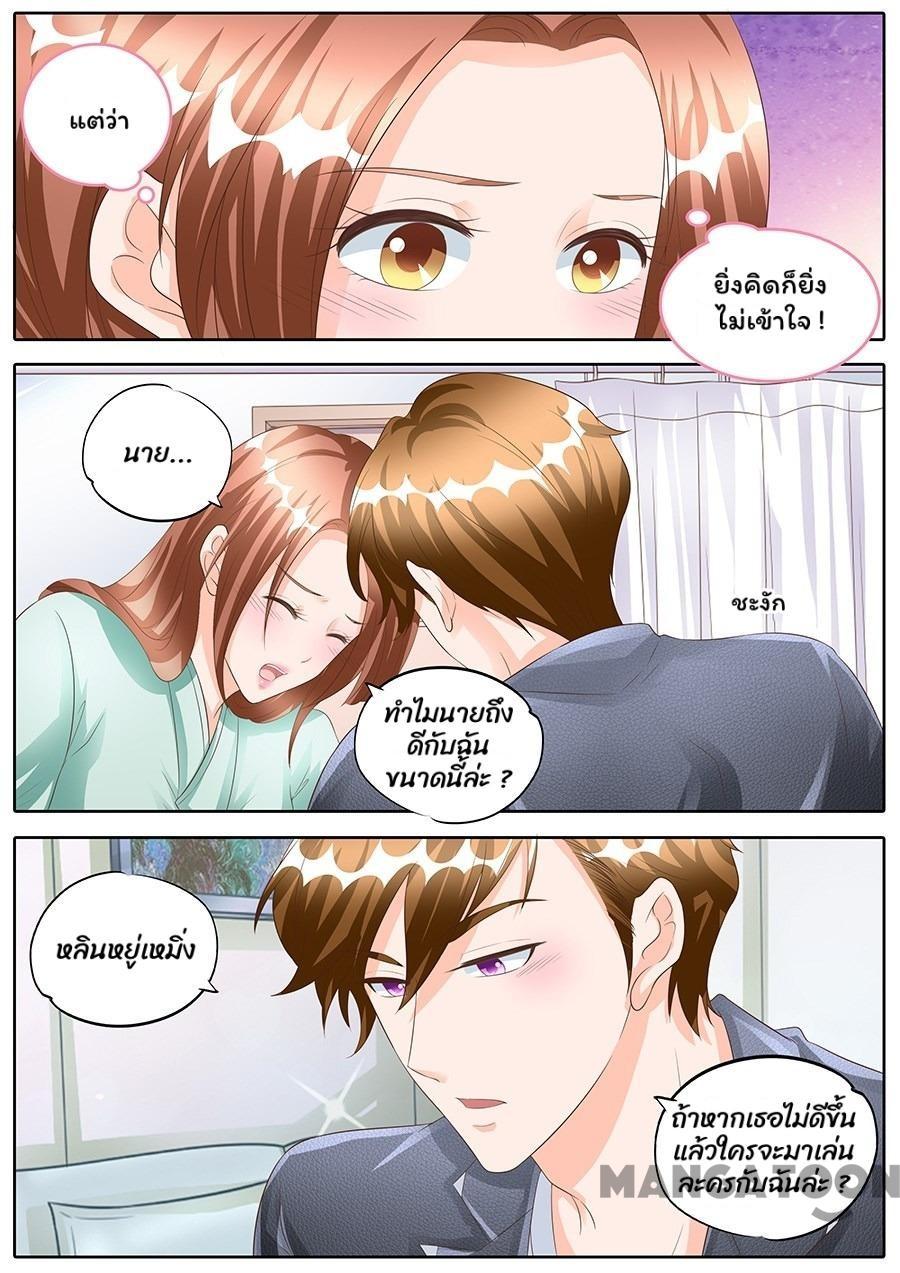 แต่ว่า
ยิ่งคิดก็ยิ่ง
ไม่เข้าใจ !
นาย...
ชะงัก
ทำไมนายถึง
ดีกับฉัน
ขนาดนี้ล่ะ ?
หลินหยู่เหมิ่ง
ถ้าหากเธอไม่ดีขึ้น
แล้วใครจะมาเล่น
ละครกับฉันล่ะ ?
MANGATOON